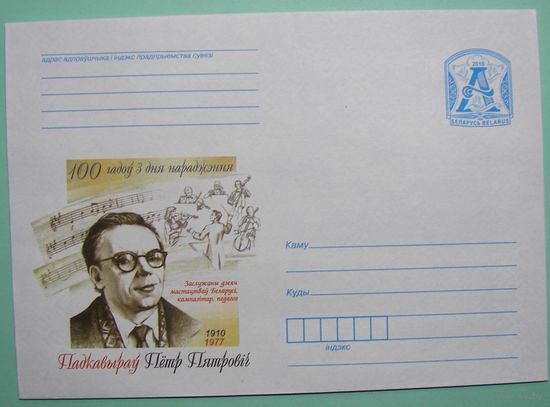 адрас адпраўшчыка і індэкс прадпрыемства сувязі
2010
А
БЕЛАРУСЬ BELARUS
100 гадоў з дня нараджэння
Заслужаны дзеяч
мастацтваў Беларусі,
кампазітар, педагог
1910
1977
Падкавыраў Пётр Пятровіч
Каму
Куды
індэкс